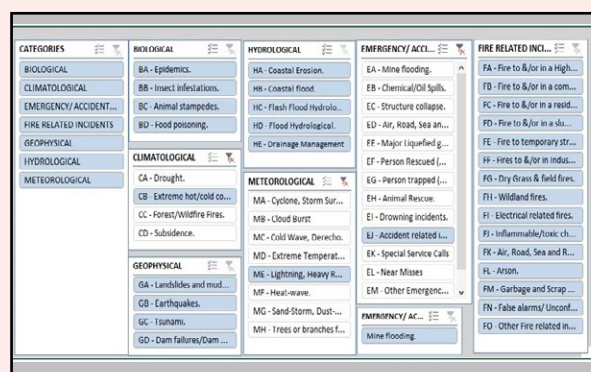 CATEGORIES
BIOLOGICAL
CLIMATOLOGICAL
EMERGENCY/ ACCIDENT...
FIRE RELATED INCIDENTS
GEOPHYSICAL
HYDROLOGICAL
METEOROLOGICAL
BIOLOGICAL
BA - Epidemics.
BB - Insect infestations.
BC - Animal stampedes.
BD - Food poisoning.
CLIMATOLOGICAL
CA - Drought.
CB - Extreme hot/cold co...
CC - Forest/Wildfire Fires.
CD - Subsidence.
GEOPHYSICAL
GA - Landslides and mud...
GB - Earthquakes.
GC - Tsunami.
GD - Dam failures/Dam ...
HYDROLOGICAL
HA - Coastal Erosion.
HB - Coastal flood.
HC - Flash Flood Hydrolo...
HD - Flood Hydrological.
HE - Drainage Management
METEOROLOGICAL
MA - Cyclone, Storm Sur...
MB - Cloud Burst
MC - Cold Wave, Derecho.
MD - Extreme Temperat...
ME - Lightning, Heavy R...
MF - Heat-wave.
MG - Sand-Storm, Dust-...
MH - Trees or branches f...
EMERGENCY/ ACCI...
EA - Mine flooding.
EB - Chemical/Oil Spills.
EC - Structure collapse.
ED - Air, Road, Sea an...
EE - Major Liquefied g...
EF - Person Rescued (...
EG - Person trapped (...
EH - Animal Rescue.
EI - Drowning incidents.
EJ - Accident related i...
EK - Special Service Calls
EL - Near Misses
EM - Other Emergenc...
EMERGENCY/ AC...
Mine flooding.
FIRE RELATED INCI...
FA - Fire to &/or in a High...
FB - Fire to &/or in a com...
FC - Fire to &/or in a resid...
FD - Fire to &/or in a slu...
FE - Fire to temporary str...
FF - Fires to &/or in indus...
FG - Dry Grass & field fires.
FH - Wildland fires.
FI - Electrical related fires.
FJ - Inflammable/toxic ch...
FK - Air, Road, Sea and R...
FL - Arson.
FM - Garbage and Scrap ...
FN - False alarms/ Unconf...
FO - Other Fire related in...